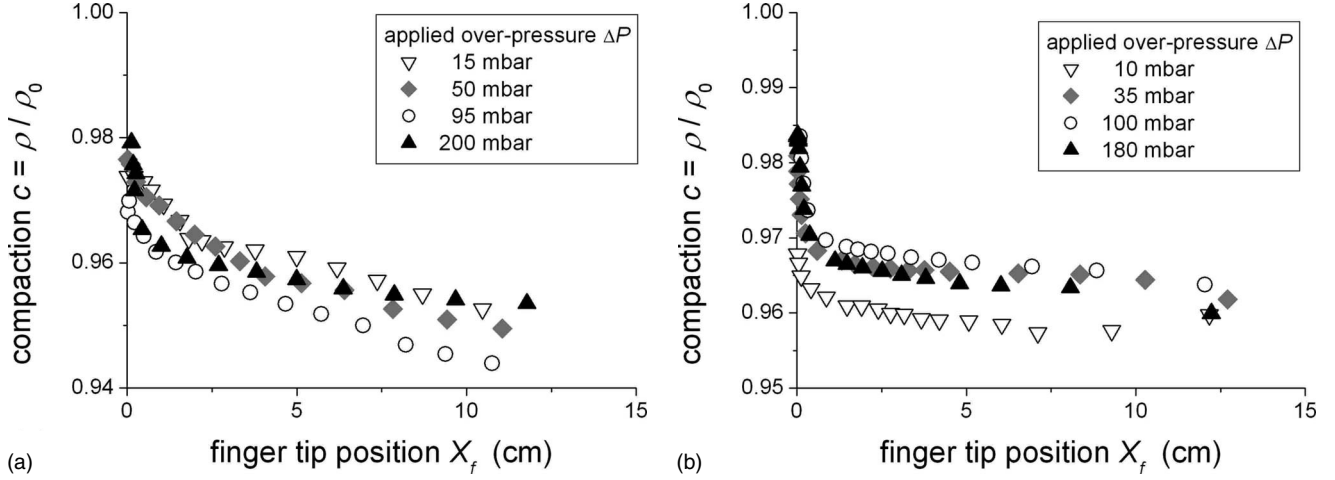 1.00
0.98
0.96
0.94
0
5
10
15
compaction c = ρ / ρ0
finger tip position Xf (cm)
applied over-pressure ΔP
15 mbar
50 mbar
95 mbar
200 mbar
(a)
1.00
0.99
0.98
0.97
0.96
0.95
0
5
10
15
compaction c = ρ / ρ0
finger tip position Xf (cm)
applied over-pressure ΔP
10 mbar
35 mbar
100 mbar
180 mbar
(b)